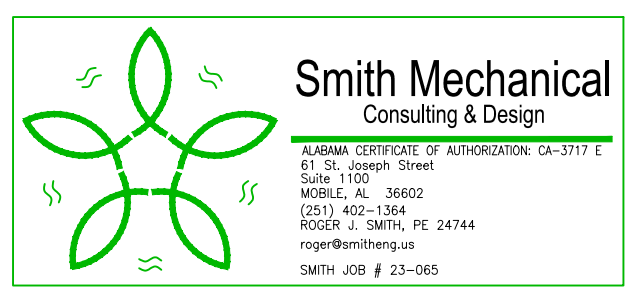 Smith Mechanical
Consulting & Design
ALABAMA CERTIFICATE OF AUTHORIZATION: CA-3717 E
61 St. Joseph Street
Suite 1100
MOBILE, AL 36602
(251) 402-1364
ROGER J. SMITH, PE 24744
roger@smitheng.us
SMITH JOB # 23-065